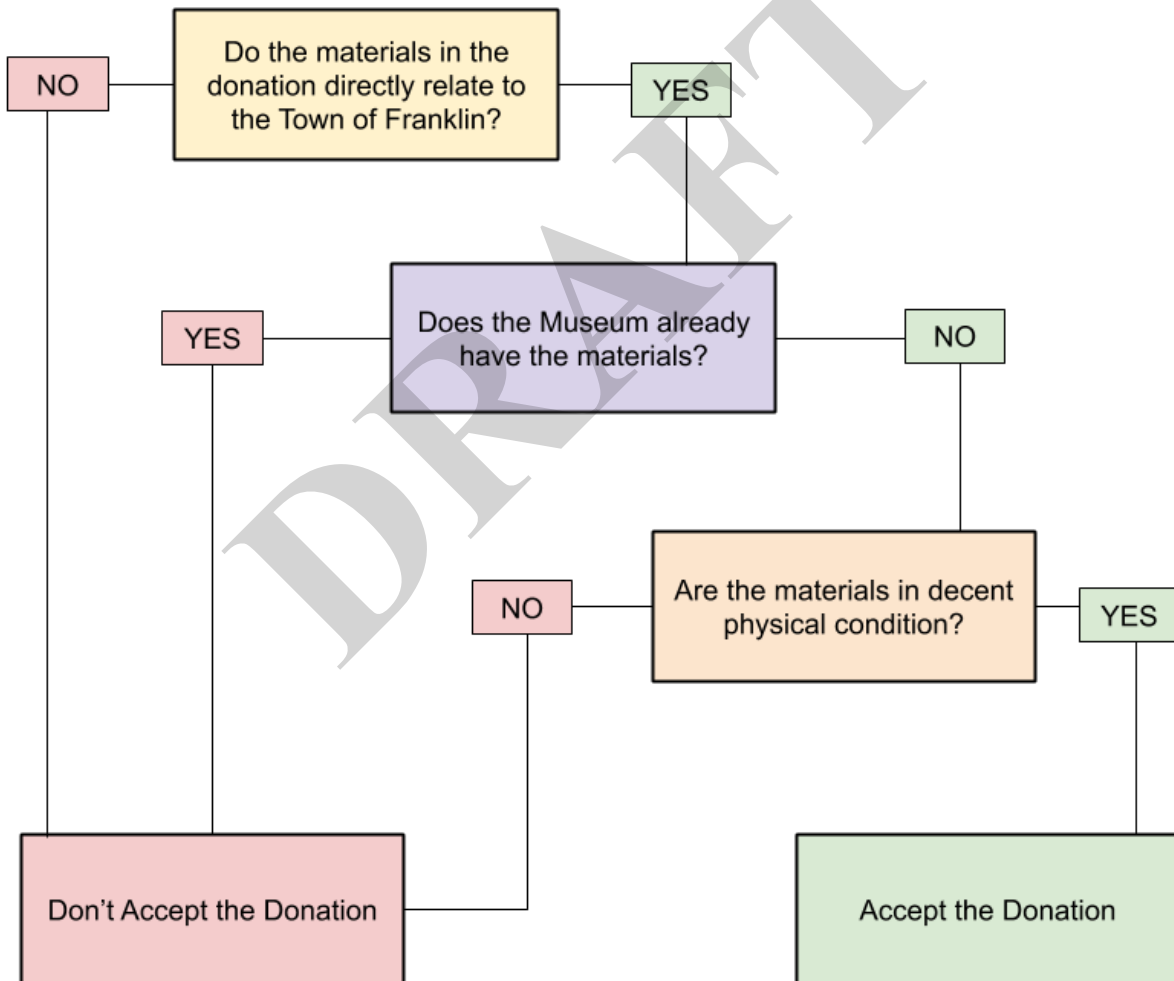 Do the materials in the
donation directly relate to
the Town of Franklin?
NO
YES
Does the Museum already
have the materials?
YES
NO
Are the materials in decent
physical condition?
NO
YES
Don't Accept the Donation
Accept the Donation
DRAFT